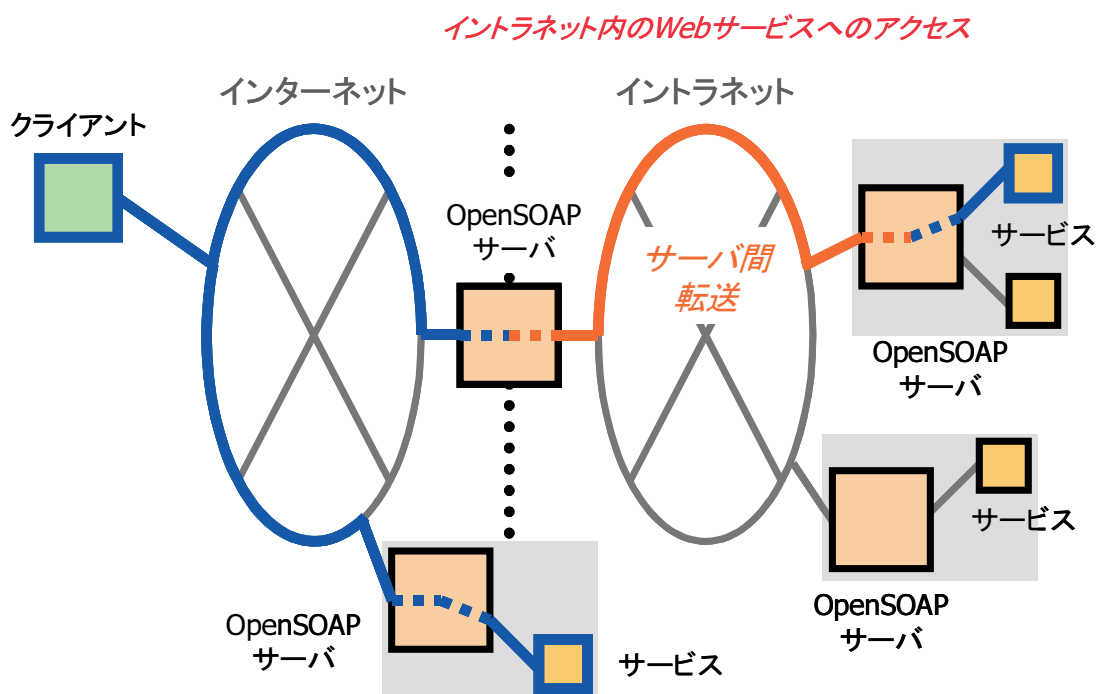 イントラネット内のWebサービスへのアクセス
インターネット
イントラネット
クライアント
OpenSOAP
サーバ
サーバ間
転送
サービス
OpenSOAP
サーバ
サービス
OpenSOAP
サーバ
OpenSOAP
サーバ
サービス